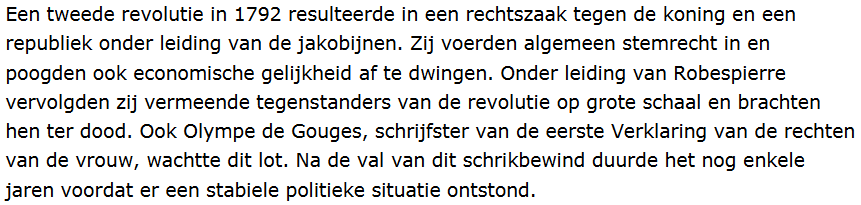 Een tweede revolutie in 1792 resulteerde in een rechtszaak tegen de koning en een
republiek onder leiding van de jakobijnen. Zij voerden algemeen stemrecht in en
poogden ook economische gelijkheid af te dwingen. Onder leiding van Robespierre
vervolgden zij vermeende tegenstanders van de revolutie op grote schaal en brachten
hen ter dood. Ook Olympe de Gouges, schrijfster van de eerste Verklaring van de rechten
van de vrouw, wachtte dit lot. Na de val van dit schrikbewind duurde het nog enkele
jaren voordat er een stabiele politieke situatie ontstond.